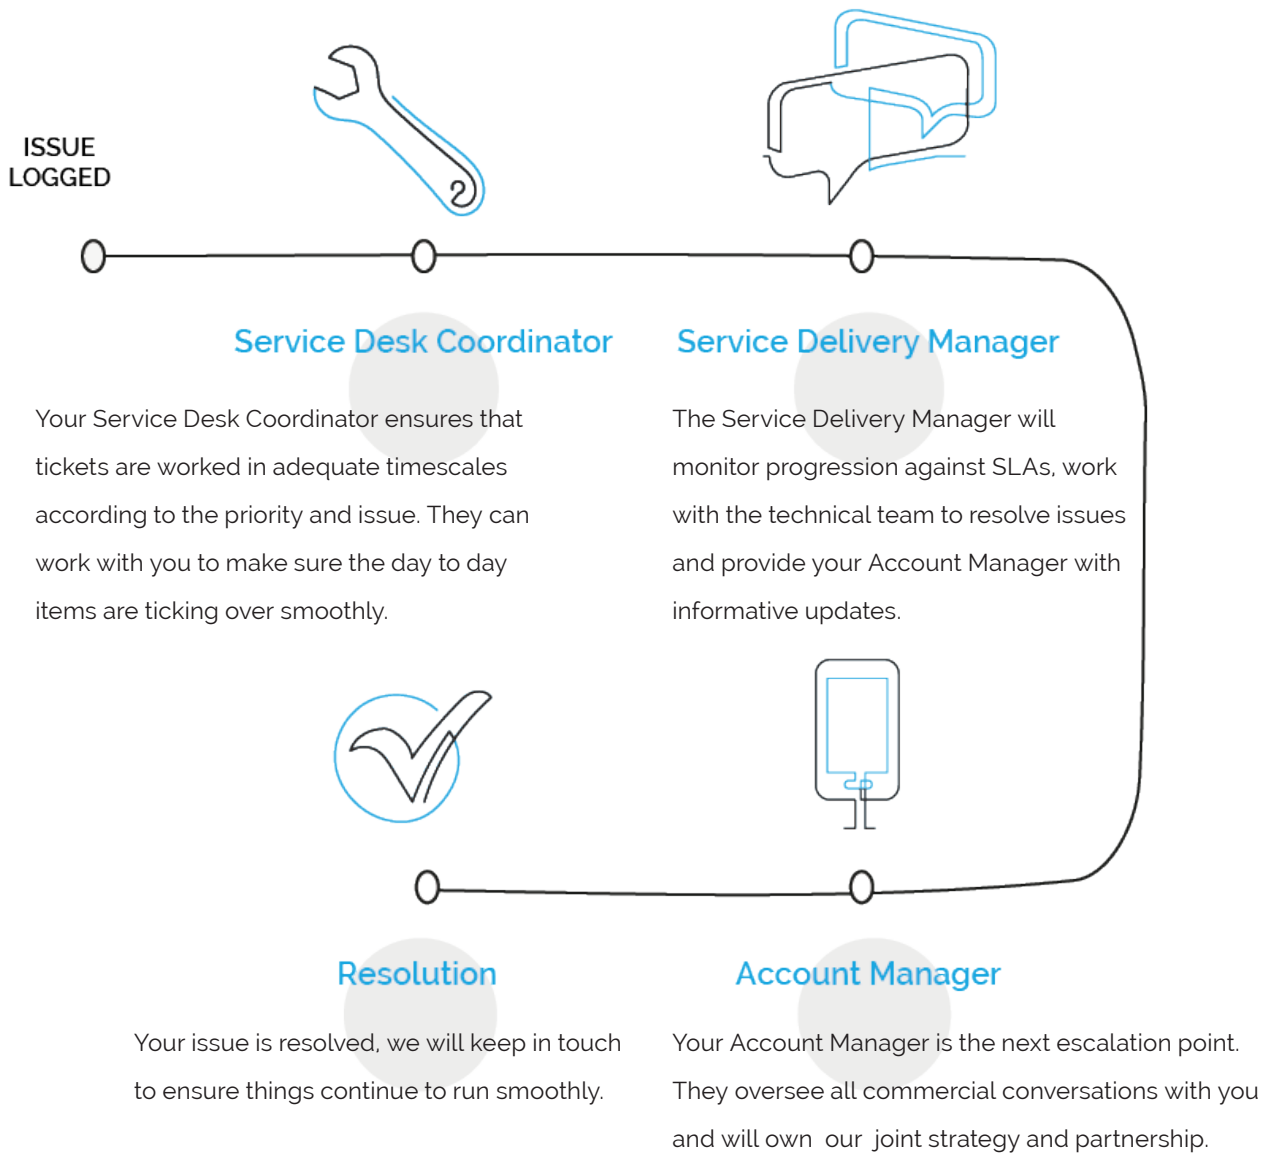 ISSUE
LOGGED
Service Desk Coordinator
Your Service Desk Coordinator ensures that
tickets are worked in adequate timescales
according to the priority and issue. They can
work with you to make sure the day to day
items are ticking over smoothly.
Service Delivery Manager
The Service Delivery Manager will
monitor progression against SLAs, work
with the technical team to resolve issues
and provide your Account Manager with
informative updates.
Account Manager
Your Account Manager is the next escalation point.
They oversee all commercial conversations with you
and will own our joint strategy and partnership.
Resolution
Your issue is resolved, we will keep in touch
to ensure things continue to run smoothly.